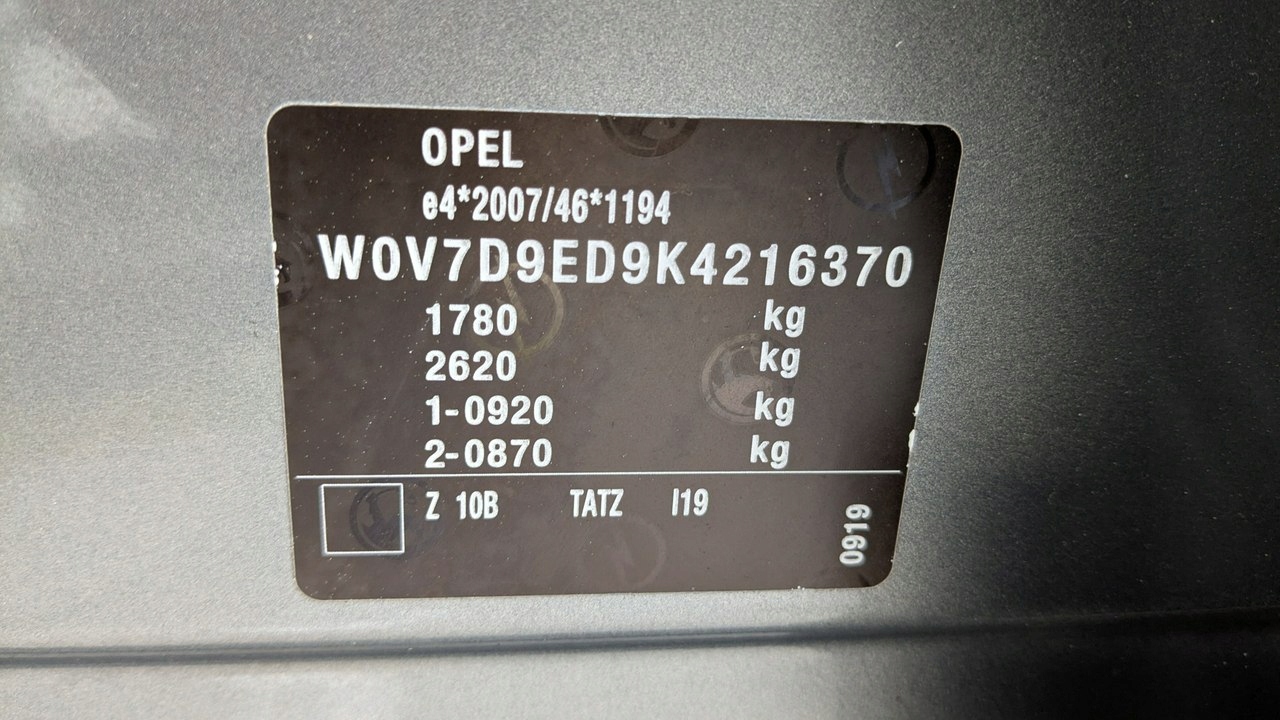 OPEL
e4*2007/46*1194
W0V7D9ED9K4216370
1780 kg
2620 kg
1-0920 kg
2-0870 kg
Z 10B TATZ I19
0919